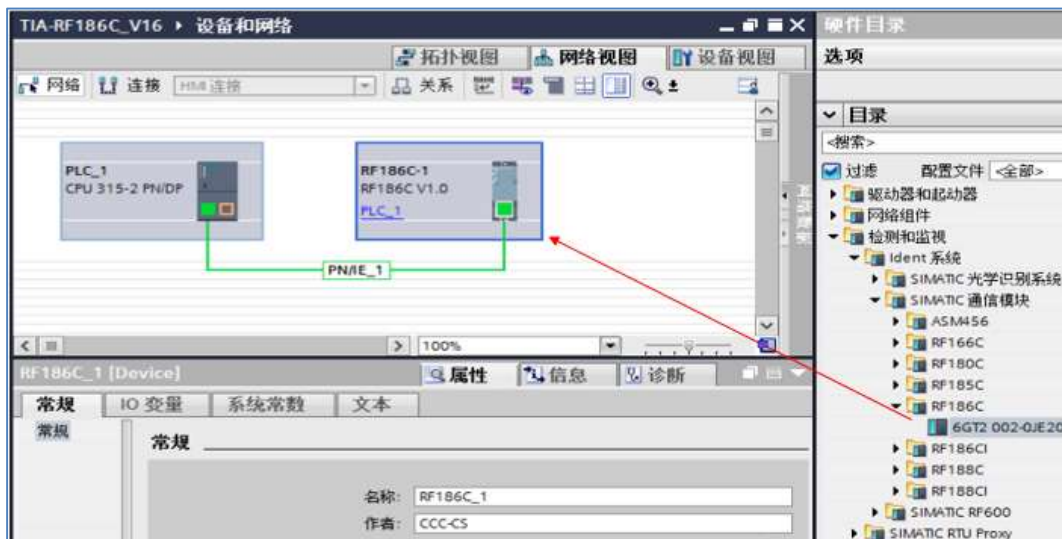 TIA-RF186C_V16 ▸ 设备和网络
拓扑视图 网络视图 设备视图
网络 连接 HMI 连接 关系
PLC_1
CPU 315-2 PN/DP
RF186C-1
RF186C V1.0
PLC_1
PN/IE_1
100%
RF186C_1 [Device]
属性 信息 诊断
常规 IO 变量 系统常数 文本
常规
常规
名称: RF186C_1
作者: CCC-CS
硬件目录
选项
目录
<搜索>
过滤 配置文件 <全部>
驱动器和起动器
网络组件
检测和监视
Ident 系统
SIMATIC 光学识别系统
SIMATIC 通信模块
ASM456
RF166C
RF180C
RF185C
RF186C
6GT2 002-0JE20
RF186CI
RF188C
RF188CI
SIMATIC RF600
SIMATIC RTU Proxy